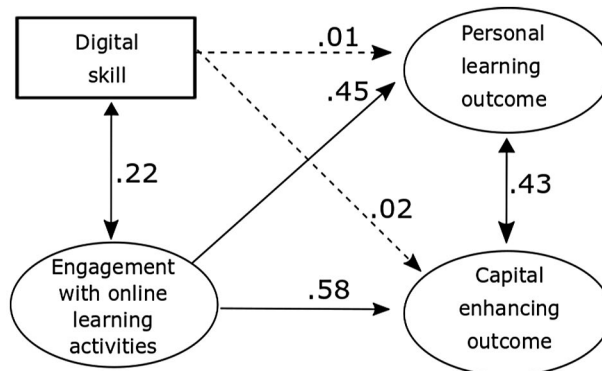 Digital
skill
.01
Personal
learning
outcome
.45
.22
.43
.02
Engagement
with online
learning
activities
.58
Capital
enhancing
outcome